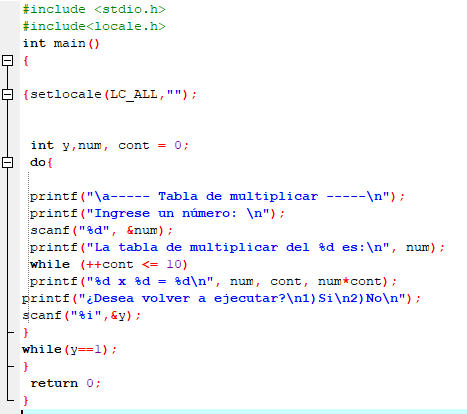 #include <stdio.h>
#include<locale.h>
int main()
{
{setlocale(LC_ALL,"");
int y,num, cont = 0;
do{
printf("\a----- Tabla de multiplicar -----\n");
printf("Ingrese un número: \n");
scanf("%d", &num);
printf("La tabla de multiplicar del %d es:\n", num);
while (++cont <= 10)
printf("%d x %d = %d\n", num, cont, num*cont);
printf("¿Desea volver a ejecutar?\n1)Si\n2)No\n");
scanf("%i",&y);
}
while(y==1);
}
return 0;
}